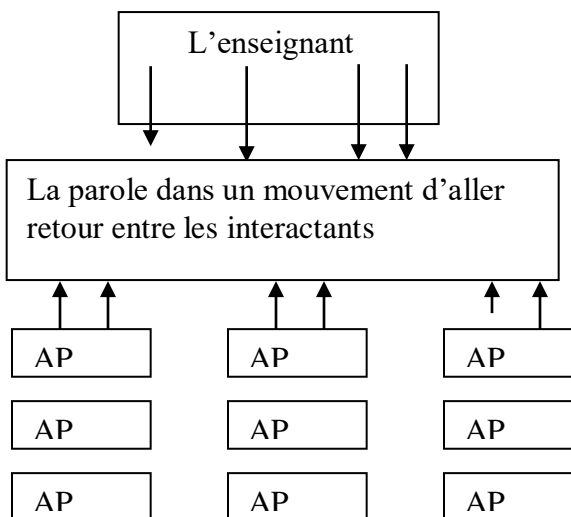 L’enseignant
La parole dans un mouvement d’aller
retour entre les interactants
AP AP AP
AP AP AP
AP AP AP